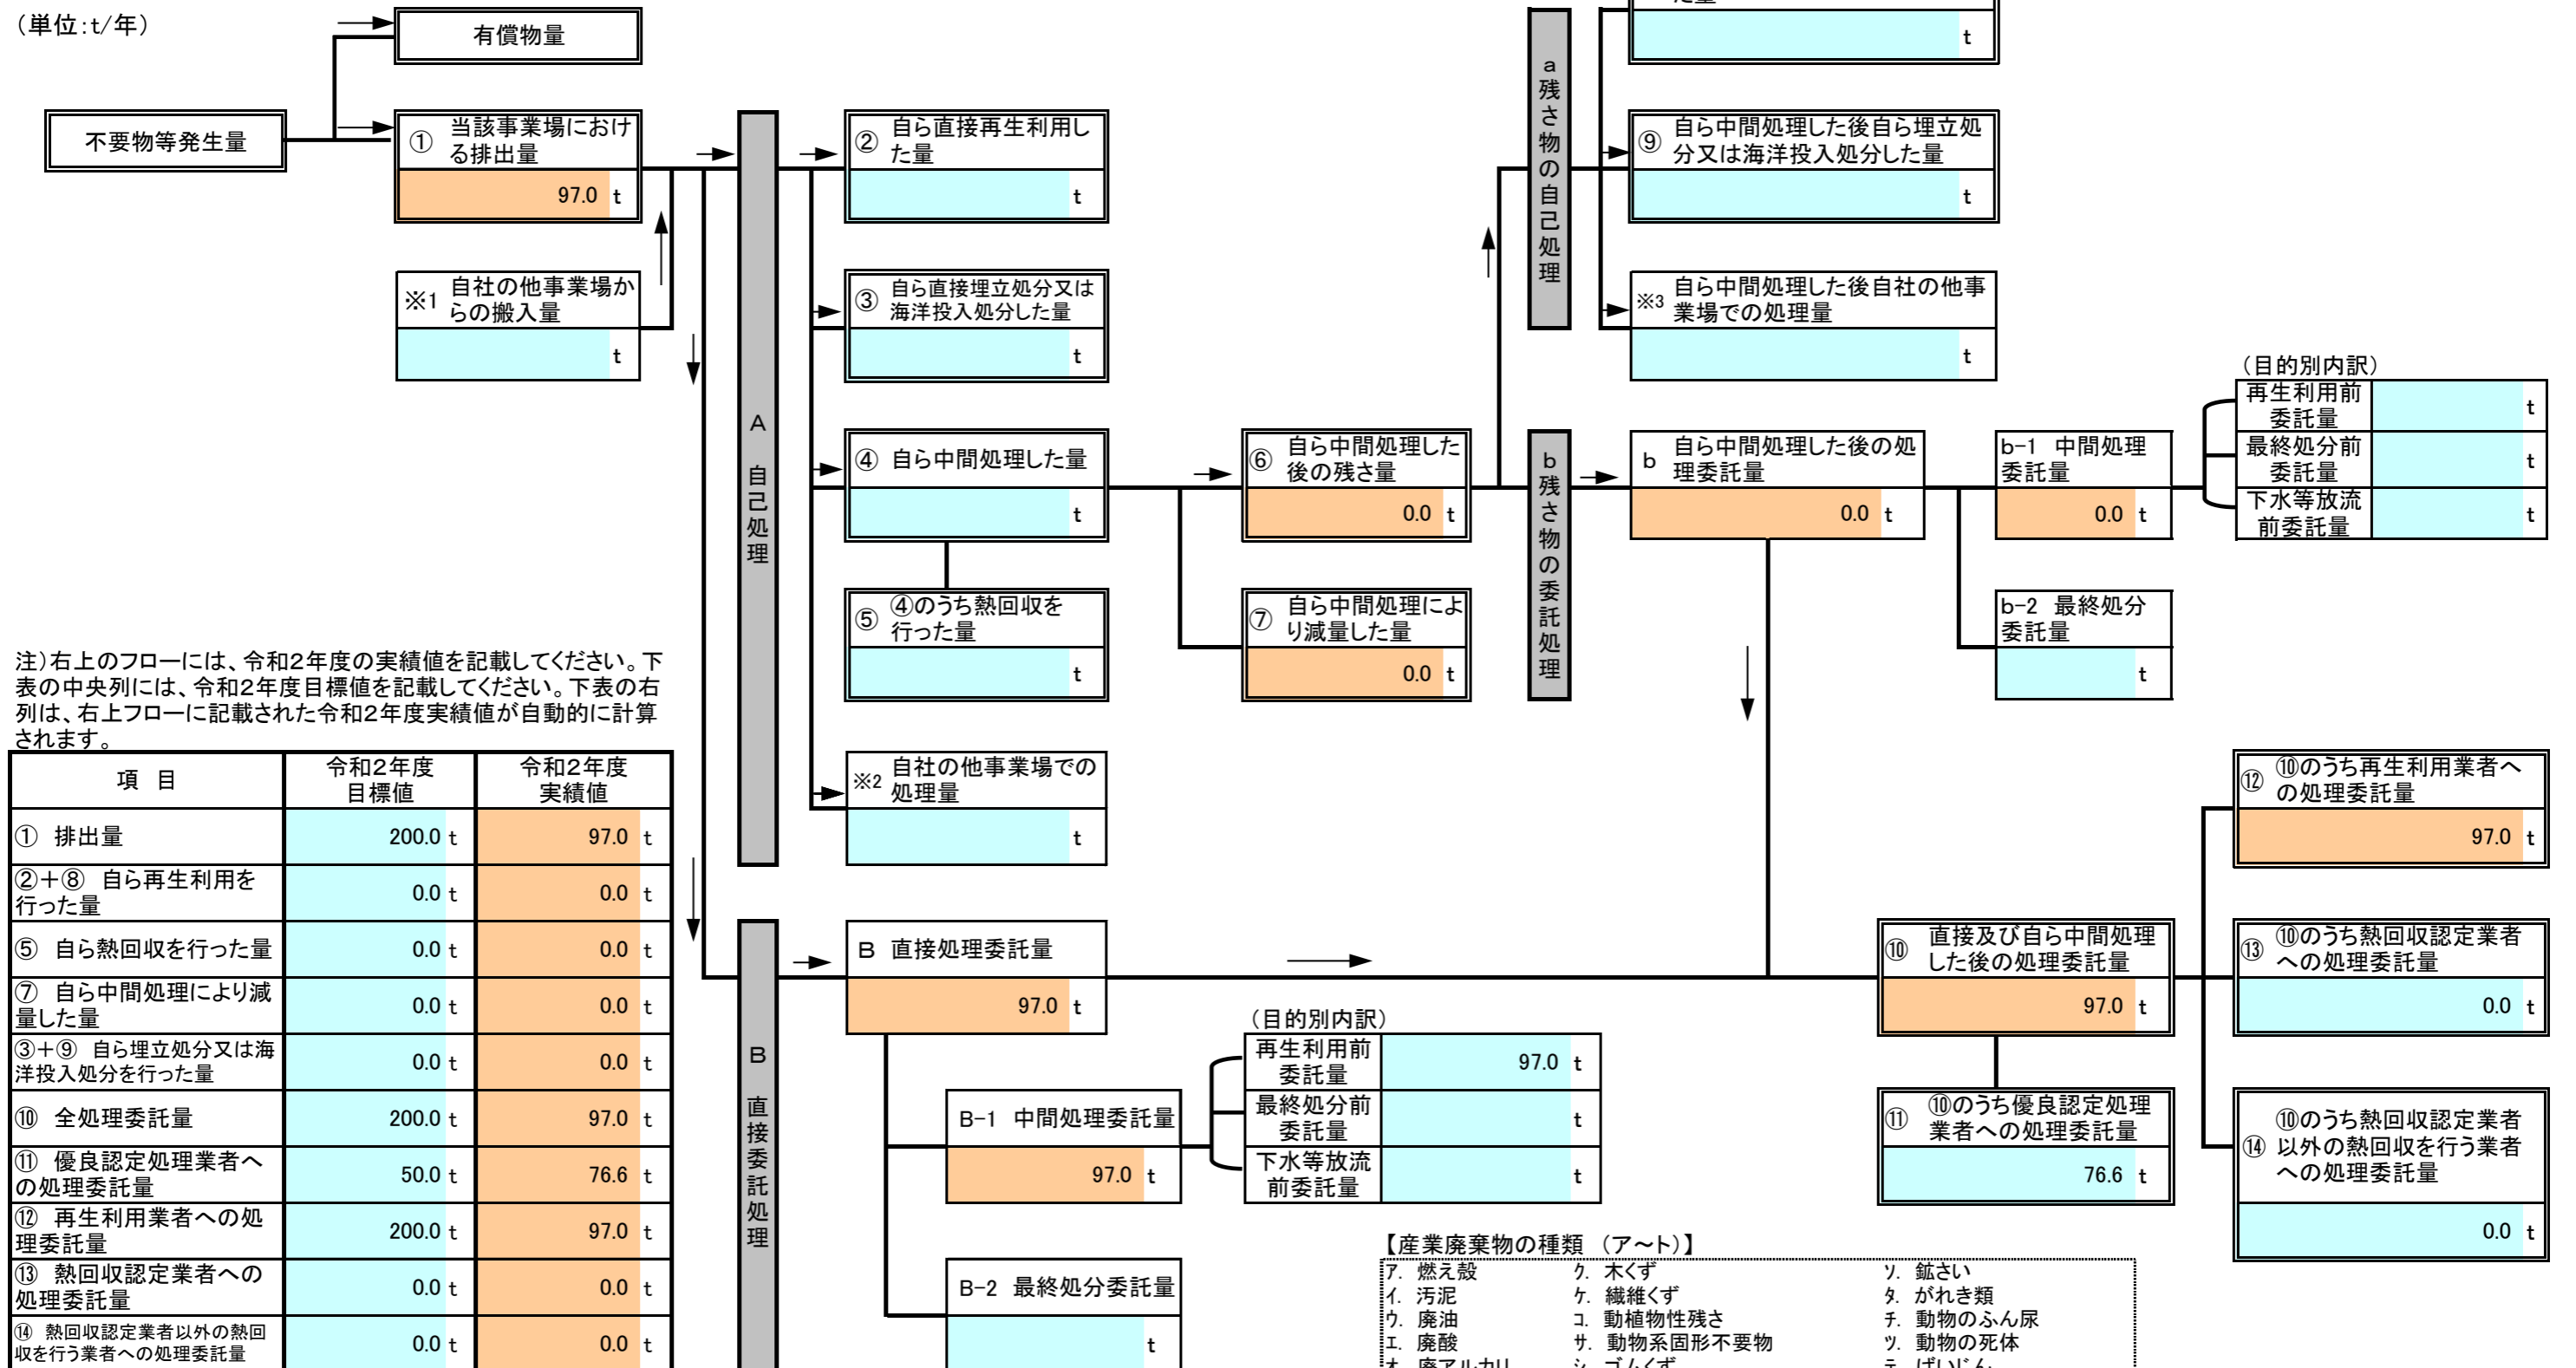 （単位：t/年）
有償物量
不要物等発生量
①
当該事業場におけ
る排出量
97.0 t
※1
自社の他事業場か
らの搬入量
t
A 自己処理
②
自ら直接再生利用し
た量
t
③
自ら直接埋立処分又は
海洋投入処分した量
t
④ 自ら中間処理した量
t
⑤
④のうち熱回収を
行った量
t
※2
自社の他事業場での
処理量
t
⑥
自ら中間処理した
後の残さ量
0.0 t
⑦
自ら中間処理によ
り減量した量
0.0 t
a残さ物の自己処理
t
⑨
自ら中間処理した後自ら埋立処
分又は海洋投入処分した量
t
※3
自ら中間処理した後自社の他事
業場での処理量
t
b残さ物の委託処理
b
自ら中間処理した後の処
理委託量
0.0 t
b-1 中間処理
委託量
0.0 t
（目的別内訳）
再生利用前
委託量
t
最終処分前
委託量
t
下水等放流
前委託量
t
b-2 最終処分
委託量
t
注）右上のフローには、令和２年度の実績値を記載してください。下
表の中央列には、令和２年度目標値を記載してください。下表の右
列は、右上フローに記載された令和２年度実績値が自動的に計算
されます。
項 目
令和２年度
目標値
令和２年度
実績値
① 排出量 200.0 t 97.0 t
②＋⑧ 自ら再生利用を
行った量 0.0 t 0.0 t
⑤ 自ら熱回収を行った量 0.0 t 0.0 t
⑦ 自ら中間処理により減
量した量 0.0 t 0.0 t
③＋⑨ 自ら埋立処分又は海
洋投入処分を行った量 0.0 t 0.0 t
⑩ 全処理委託量 200.0 t 97.0 t
⑪ 優良認定処理業者へ
の処理委託量 50.0 t 76.6 t
⑫ 再生利用業者への処
理委託量 200.0 t 97.0 t
⑬ 熱回収認定業者への
処理委託量 0.0 t 0.0 t
⑭ 熱回収認定業者以外の熱回
収を行う業者への処理委託量 0.0 t 0.0 t
B 直接委託処理
B 直接処理委託量
97.0 t
B-1 中間処理委託量
97.0 t
（目的別内訳）
再生利用前
委託量
97.0 t
最終処分前
委託量
t
下水等放流
前委託量
t
B-2 最終処分委託量
t
⑩
直接及び自ら中間処理
した後の処理委託量
97.0 t
⑪
⑩のうち優良認定処理
業者への処理委託量
76.6 t
⑫
⑩のうち再生利用業者へ
の処理委託量
97.0 t
⑬
⑩のうち熱回収認定業者
への処理委託量
0.0 t
⑭
⑩のうち熱回収認定業者
以外の熱回収を行う業者
への処理委託量
0.0 t
【産業廃棄物の種類 （ア～ト）】
ｱ. 燃え殻 ｸ. 木くず ｿ. 鉱さい
ｲ. 汚泥 ｹ. 繊維くず ﾀ. がれき類
ｳ. 廃油 ｺ. 動植物性残さ ﾁ. 動物のふん尿
ｴ. 廃酸 ｻ. 動物系固形不要物 ﾂ. 動物の死体
ｵ. 廃アルカリ ｼ. ゴムくず ﾃ. ばいじん